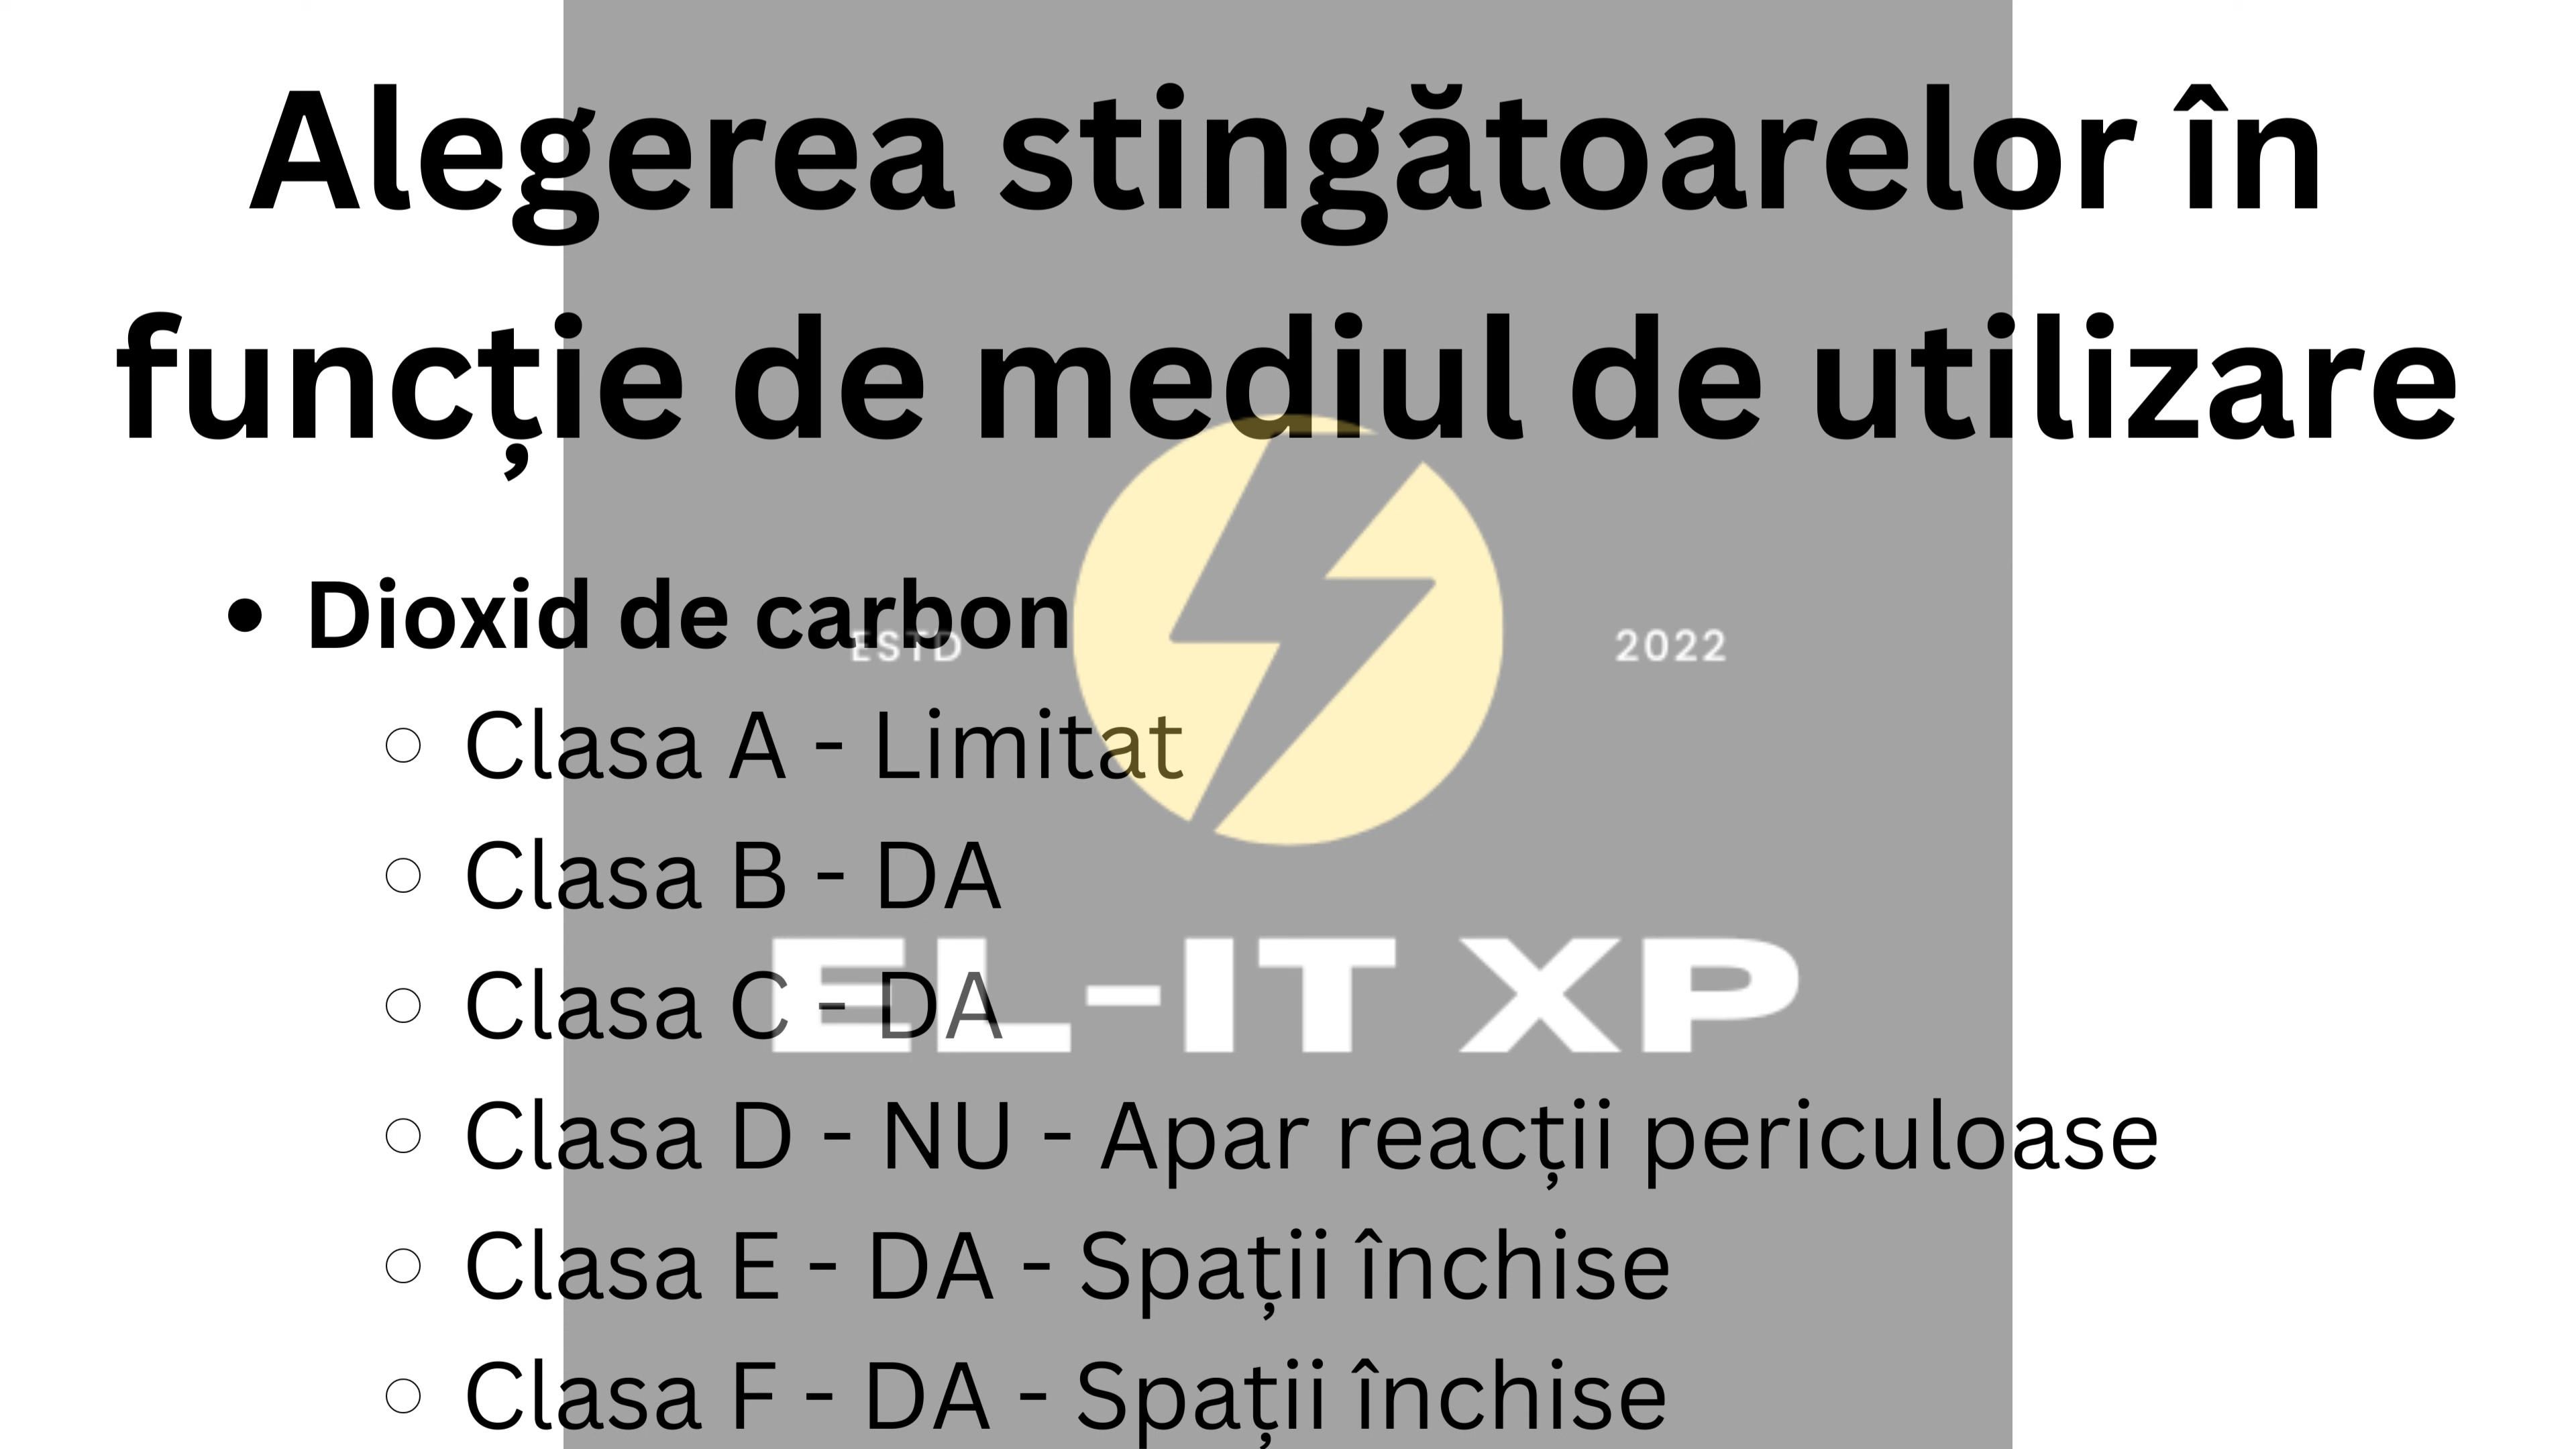 Alegerea stingătoarelor în
funcție de mediul de utilizare
• Dioxid de carbon
ESTD
2022
○ Clasa A - Limitat
○ Clasa B - DA
○ Clasa C - DA
EL-IT XP
○ Clasa D - NU - Apar reacții periculoase
○ Clasa E - DA - Spații închise
○ Clasa F - DA - Spații închise